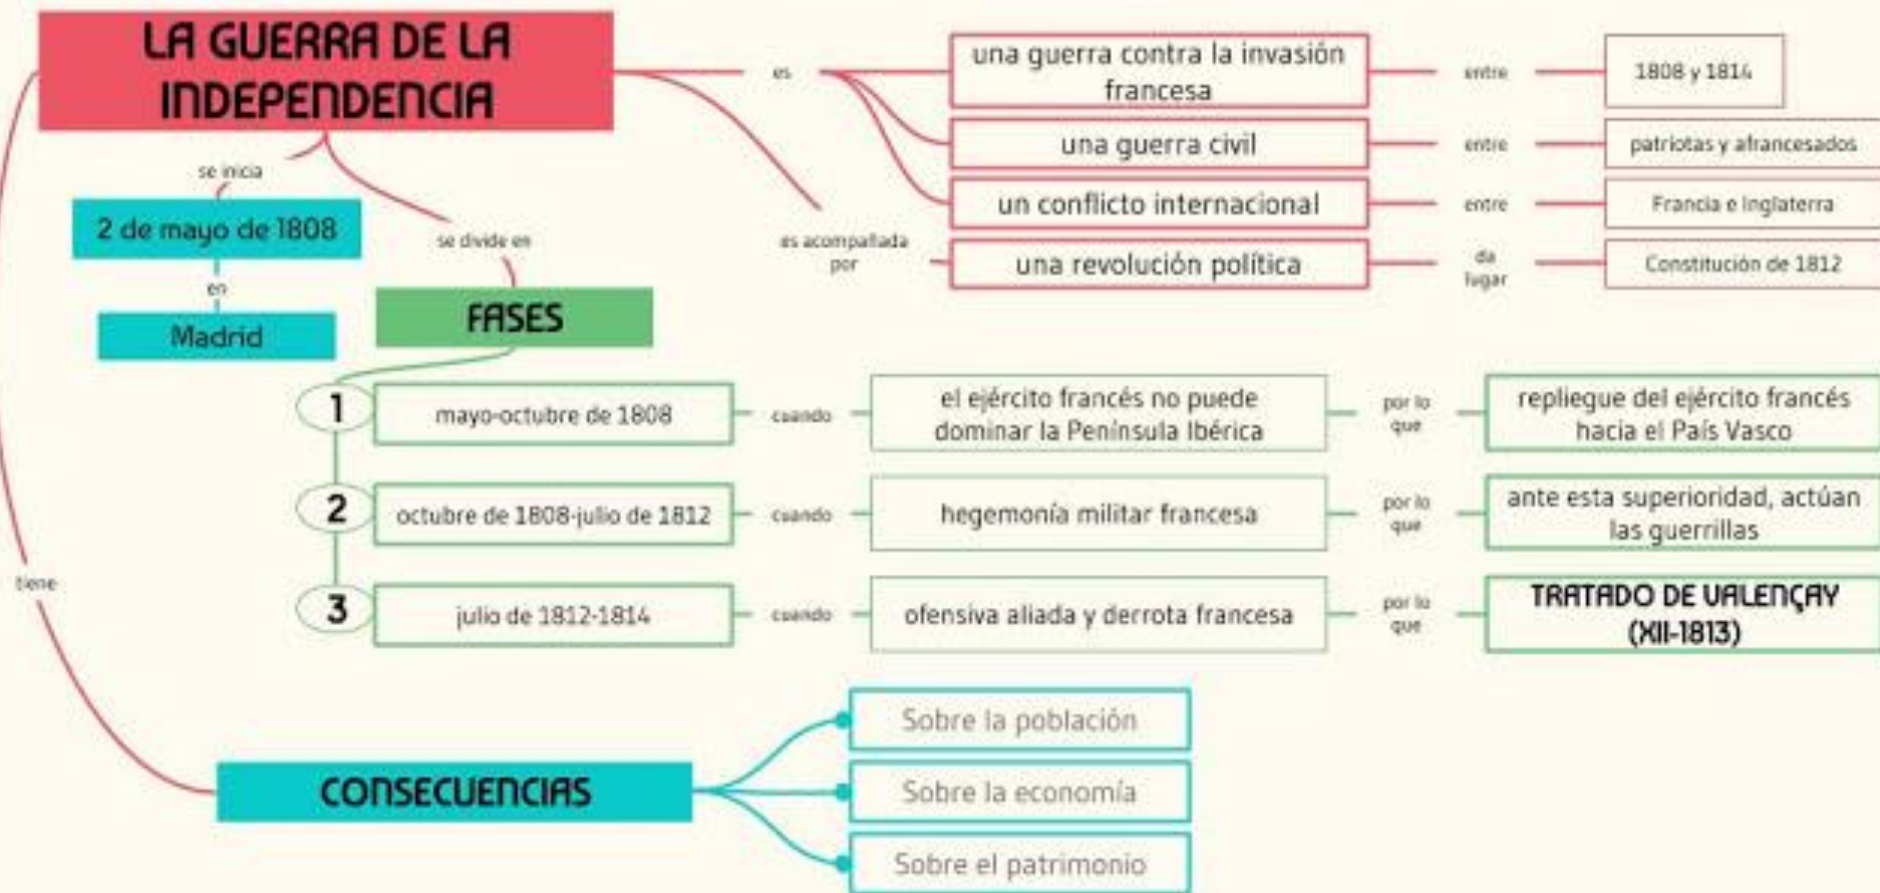 LA GUERRA DE LA
INDEPENDENCIA
es
una guerra contra la invasión
francesa
entre
1808 y 1814
una guerra civil
entre
patriotas y afrancesados
un conflicto internacional
entre
Francia e Inglaterra
es acompañada
por
una revolución política
da
lugar
Constitución de 1812
se inicia
2 de mayo de 1808
en
Madrid
se divide en
FASES
1
mayo-octubre de 1808
cuando
el ejército francés no puede
dominar la Península Ibérica
por lo
que
repliegue del ejército francés
hacia el País Vasco
2
octubre de 1808-julio de 1812
cuando
hegemonía militar francesa
por lo
que
ante esta superioridad, actúan
las guerrillas
3
julio de 1812-1814
cuando
ofensiva aliada y derrota francesa
por lo
que
TRATADO DE VALENÇAY
(XII-1813)
tiene
CONSECUENCIAS
Sobre la población
Sobre la economía
Sobre el patrimonio